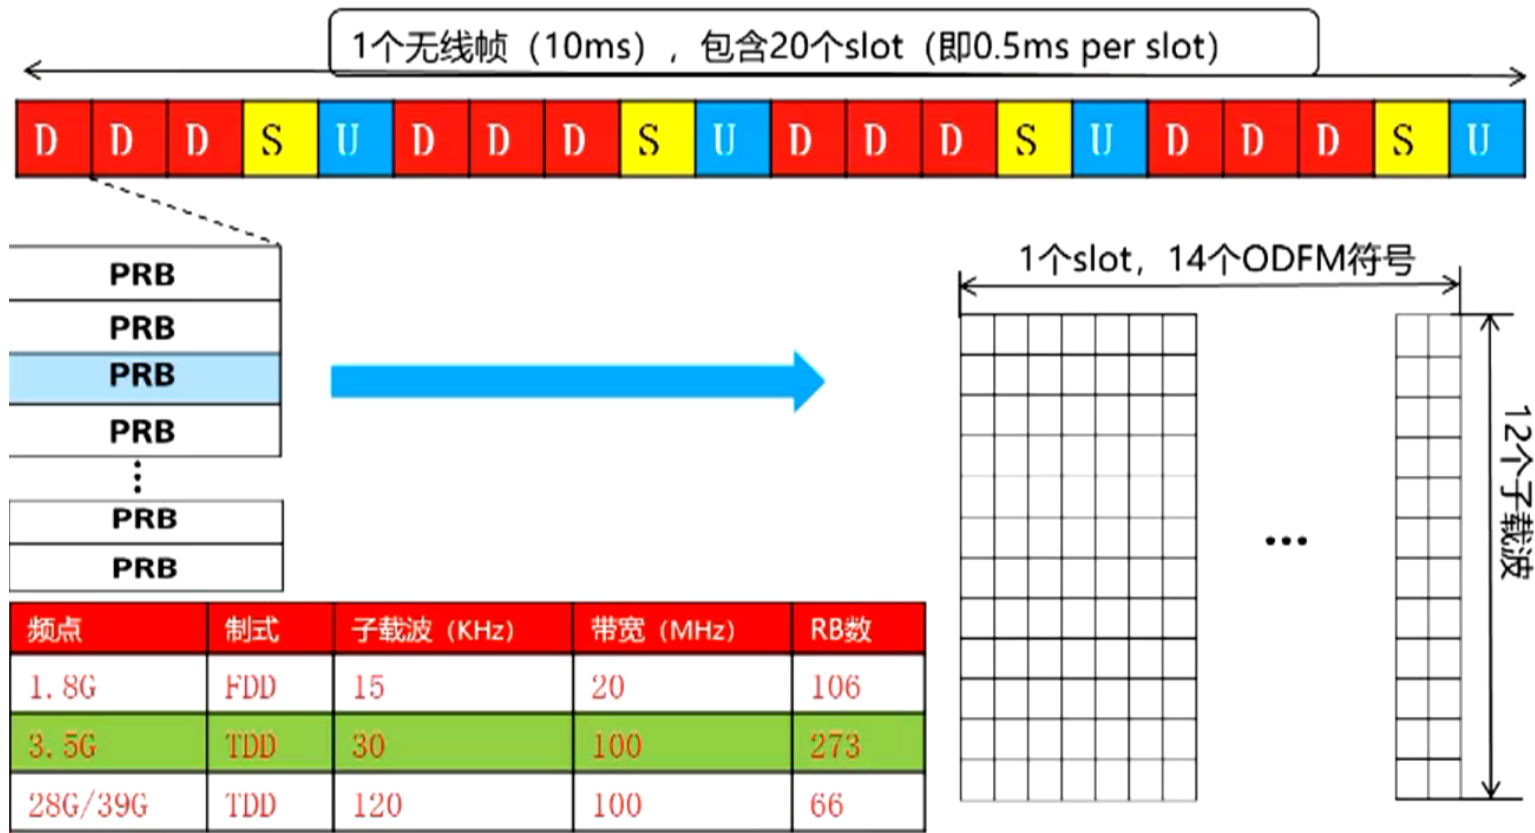 1个无线帧（10ms），包含20个slot（即0.5ms per slot）
D D D S U D D D S U D D D S U D D D S U
PRB
PRB
PRB
PRB
⋮
PRB
PRB
1个slot，14个ODFM符号
...
12个子载波
频点 制式 子载波（KHz） 带宽（MHz） RB数
1.8G FDD 15 20 106
3.5G TDD 30 100 273
28G/39G TDD 120 100 66